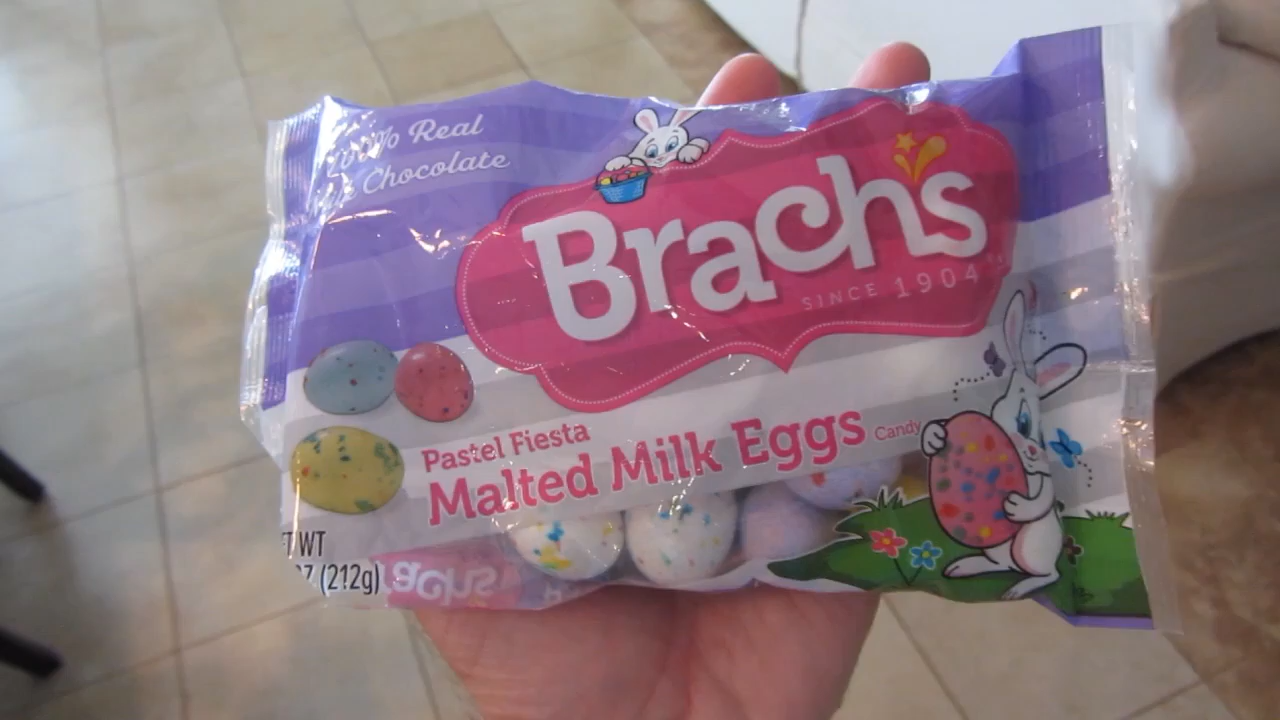 Real
Chocolate
Brach's
SINCE 1904
Pastel Fiesta
Malted Milk Eggs Candy
WT
(212g)